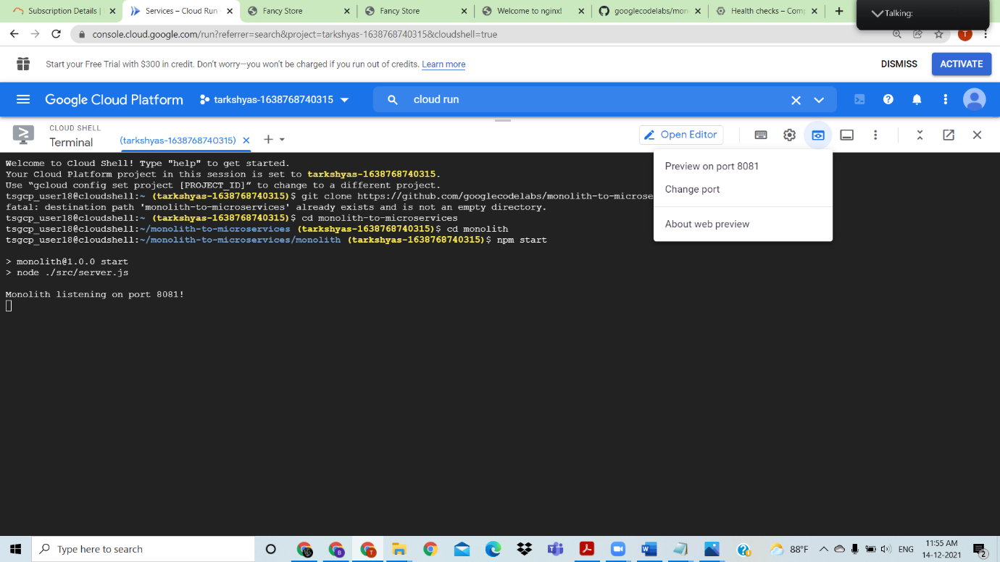 Subscription Details |
Services – Cloud Run –
Fancy Store
Fancy Store
Welcome to nginx!
googlecodelabs/mon
Health checks – Comp
Talking:
console.cloud.google.com/run?referrer=search&project=tarkshyas-1638768740315&cloudshell=true
T
Start your Free Trial with $300 in credit. Don't worry—you won't be charged if you run out of credits. Learn more
DISMISS
ACTIVATE
Google Cloud Platform
tarkshyas-1638768740315
cloud run
CLOUD SHELL
Terminal
(tarkshyas-1638768740315)
Open Editor
Preview on port 8081
Change port
About web preview
Welcome to Cloud Shell! Type "help" to get started.
Your Cloud Platform project in this session is set to tarkshyas-1638768740315.
Use “gcloud config set project [PROJECT_ID]” to change to a different project.
tsgcp_user18@cloudshell:~ (tarkshyas-1638768740315)$ git clone https://github.com/googlecodelabs/monolith-to-microse
fatal: destination path 'monolith-to-microservices' already exists and is not an empty directory.
tsgcp_user18@cloudshell:~ (tarkshyas-1638768740315)$ cd monolith-to-microservices
tsgcp_user18@cloudshell:~/monolith-to-microservices (tarkshyas-1638768740315)$ cd monolith
tsgcp_user18@cloudshell:~/monolith-to-microservices/monolith (tarkshyas-1638768740315)$ npm start
> monolith@1.0.0 start
> node ./src/server.js
Monolith listening on port 8081!
Type here to search
88°F
ENG
11:55 AM
14-12-2021
2